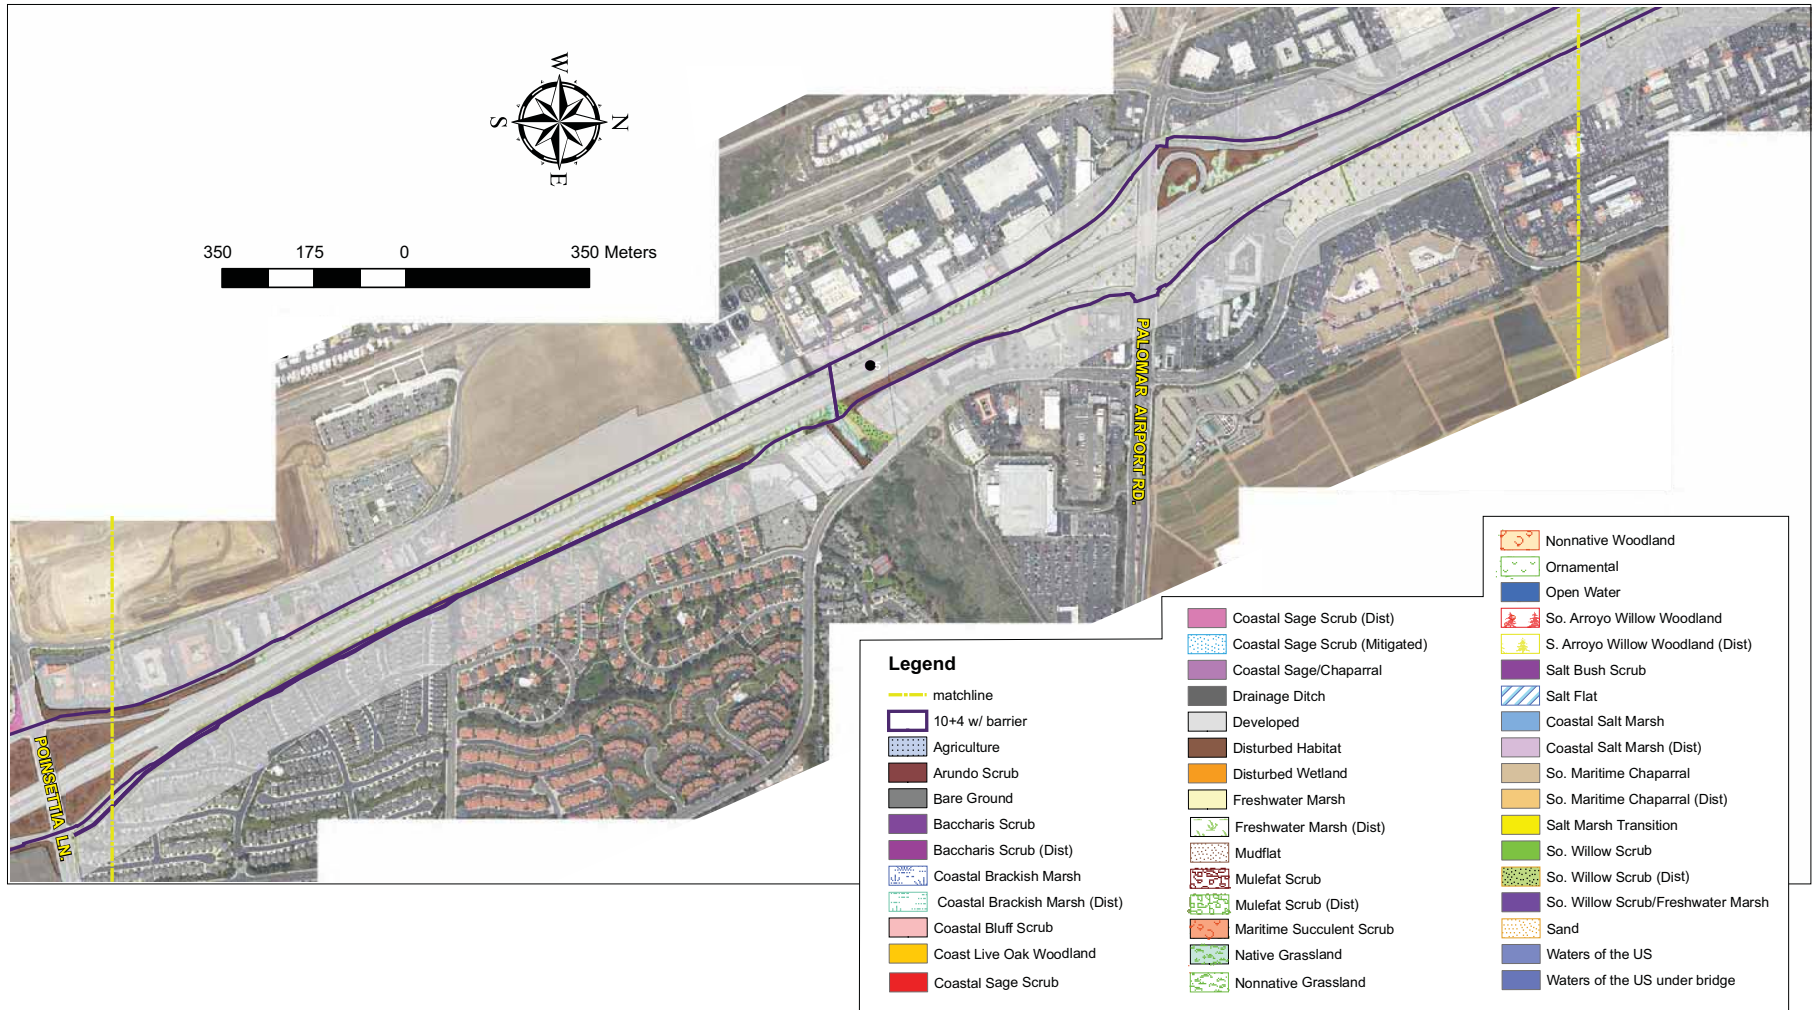 W
S
N
E
350
175
0
350 Meters
PALOMAR AIRPORT RD.
POINSETTIA LN.
Legend
matchline
10+4 w/ barrier
Agriculture
Arundo Scrub
Bare Ground
Baccharis Scrub
Baccharis Scrub (Dist)
Coastal Brackish Marsh
Coastal Brackish Marsh (Dist)
Coastal Bluff Scrub
Coast Live Oak Woodland
Coastal Sage Scrub
Coastal Sage Scrub (Dist)
Coastal Sage Scrub (Mitigated)
Coastal Sage/Chaparral
Drainage Ditch
Developed
Disturbed Habitat
Disturbed Wetland
Freshwater Marsh
Freshwater Marsh (Dist)
Mudflat
Mulefat Scrub
Mulefat Scrub (Dist)
Maritime Succulent Scrub
Native Grassland
Nonnative Grassland
Nonnative Woodland
Ornamental
Open Water
So. Arroyo Willow Woodland
S. Arroyo Willow Woodland (Dist)
Salt Bush Scrub
Salt Flat
Coastal Salt Marsh
Coastal Salt Marsh (Dist)
So. Maritime Chaparral
So. Maritime Chaparral (Dist)
Salt Marsh Transition
So. Willow Scrub
So. Willow Scrub (Dist)
So. Willow Scrub/Freshwater Marsh
Sand
Waters of the US
Waters of the US under bridge